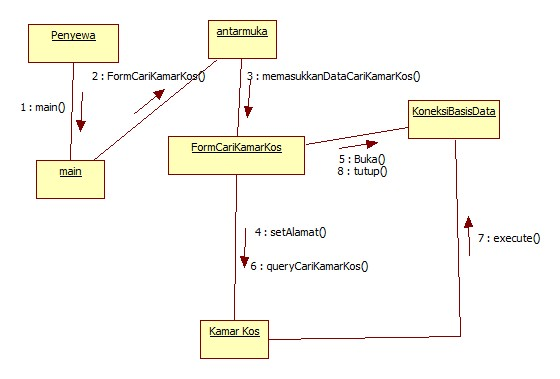 Penyewa
antarmuka
2 : FormCariKamarKos()
3 : memasukkanDataCariKamarKos()
1 : main()
KoneksiBasisData
FormCariKamarKos
5 : Buka()
8 : tutup()
main
4 : setAlamat()
7 : execute()
6 : queryCariKamarKos()
Kamar Kos